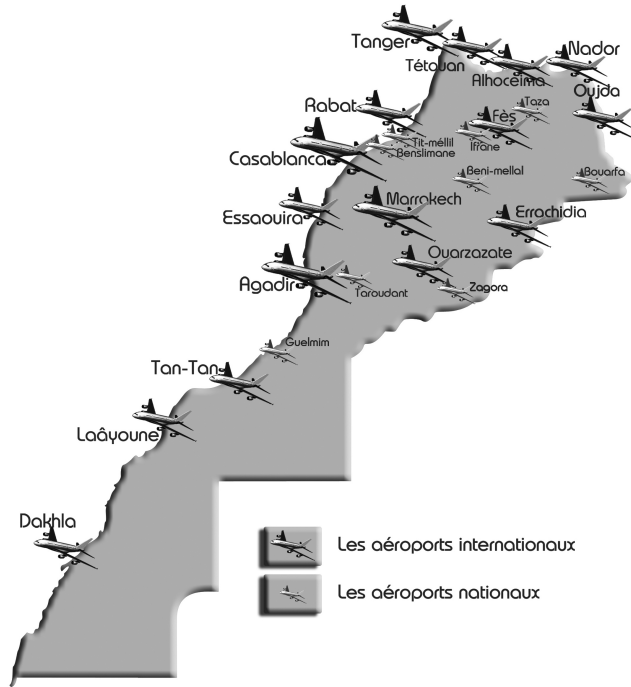 Tanger
Nador
Tétouan
Alhoceima
Oujda
Rabat
Taza
Fès
Tit-méllil
Ifrane
Benslimane
Casablanca
Beni-mellal
Bouarfa
Marrakech
Essaouira
Errachidia
Ouarzazate
Agadir
Taroudant
Zagora
Guelmim
Tan-Tan
Laâyoune
Dakhla
Les aéroports internationaux
Les aéroports nationaux